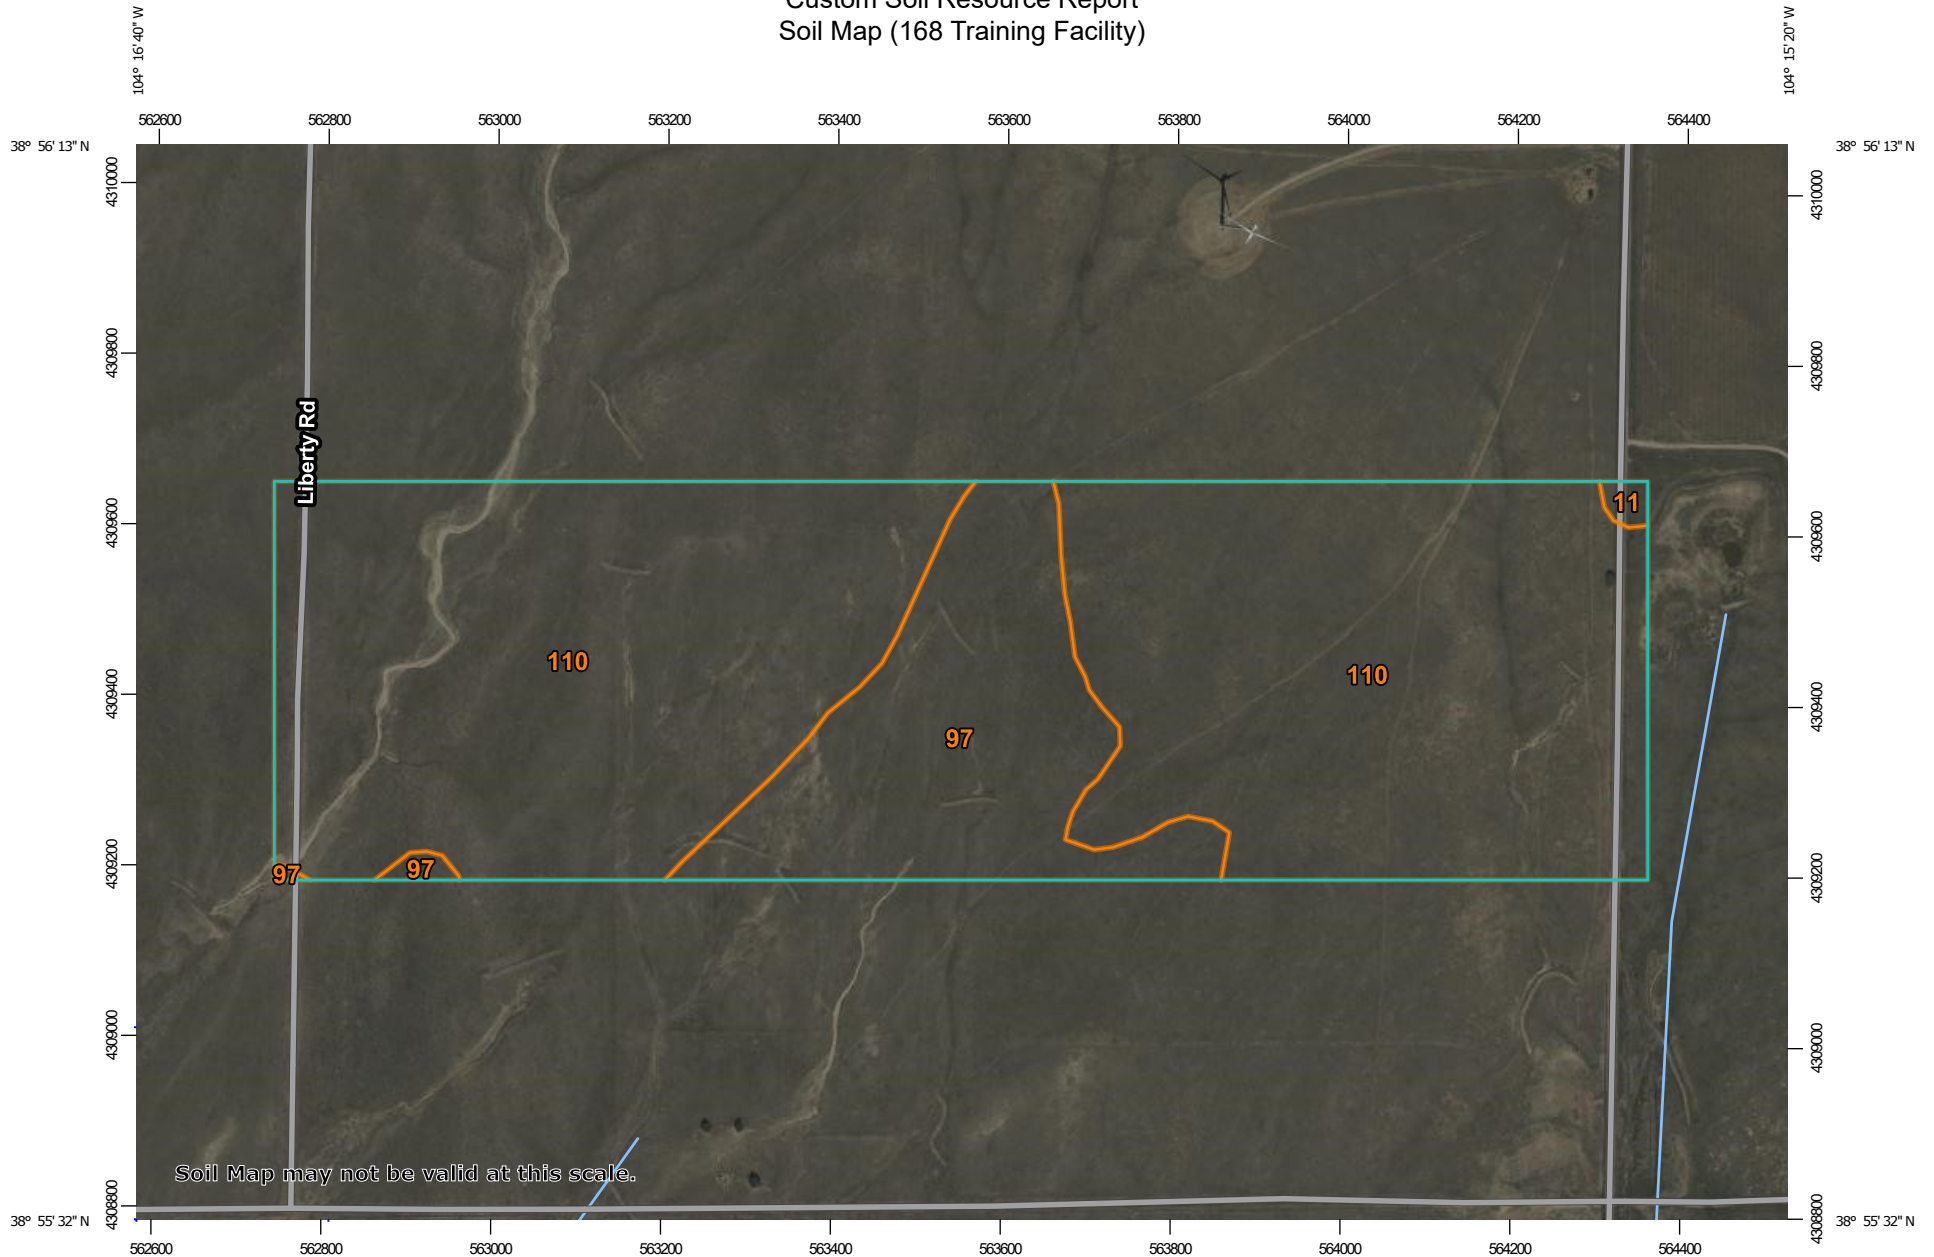 Custom Soil Resource Report
Soil Map (168 Training Facility)
104° 16' 40" W
104° 15' 20" W
562600 562800 563000 563200 563400 563600 563800 564000 564200 564400
38° 56' 13" N
38° 56' 13" N
4310000
4310000
4309800
4309800
Liberty Rd
11
4309600
4309600
110
110
4309400
4309400
97
97
97
4309200
4309200
4309000
4309000
Soil Map may not be valid at this scale.
4308800
4308800
38° 55' 32" N
38° 55' 32" N
562600 562800 563000 563200 563400 563600 563800 564000 564200 564400